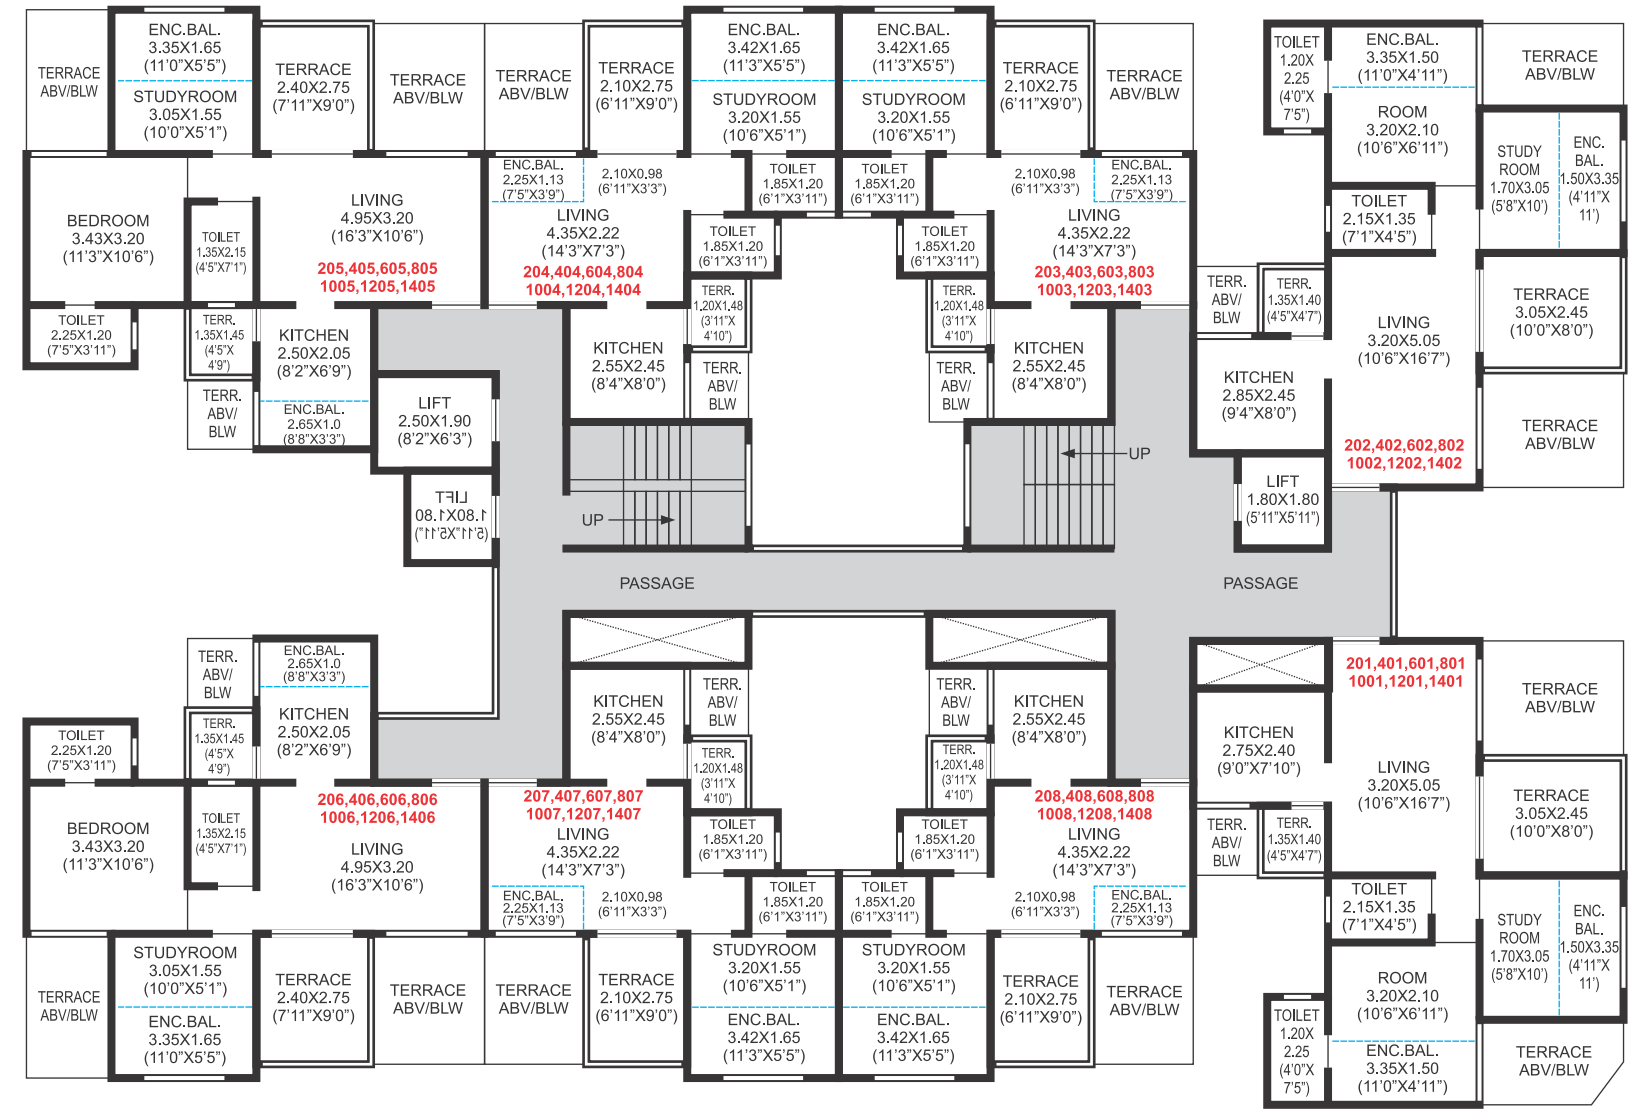 ENC.BAL.
3.35X1.65
(11'0"X5'5")
STUDYROOM
3.05X1.55
(10'0"X5'1")
TERRACE
ABV/BLW
TERRACE
2.40X2.75
(7'11"X9'0")
TERRACE
ABV/BLW
TERRACE
ABV/BLW
TERRACE
2.10X2.75
(6'11"X9'0")
ENC.BAL.
3.42X1.65
(11'3"X5'5")
STUDYROOM
3.20X1.55
(10'6"X5'1")
ENC.BAL.
3.42X1.65
(11'3"X5'5")
STUDYROOM
3.20X1.55
(10'6"X5'1")
TERRACE
2.10X2.75
(6'11"X9'0")
TERRACE
ABV/BLW
TOILET
1.20X
2.25
(4'0"X
7'5")
ENC.BAL.
3.35X1.50
(11'0"X4'11")
ROOM
3.20X2.10
(10'6"X6'11")
TERRACE
ABV/BLW
STUDY
ROOM
1.70X3.05
(5'8"X10')
ENC.
BAL.
1.50X3.35
(4'11"X
11')
BEDROOM
3.43X3.20
(11'3"X10'6")
TOILET
1.35X2.15
(4'5"X7'1")
LIVING
4.95X3.20
(16'3"X10'6")
205,405,605,805
1005,1205,1405
ENC.BAL.
2.25X1.13
(7'5"X3'9")
2.10X0.98
(6'11"X3'3")
LIVING
4.35X2.22
(14'3"X7'3")
204,404,604,804
1004,1204,1404
TOILET
1.85X1.20
(6'1"X3'11")
TOILET
1.85X1.20
(6'1"X3'11")
TOILET
1.85X1.20
(6'1"X3'11")
TOILET
1.85X1.20
(6'1"X3'11")
2.10X0.98
(6'11"X3'3")
ENC.BAL.
2.25X1.13
(7'5"X3'9")
LIVING
4.35X2.22
(14'3"X7'3")
203,403,603,803
1003,1203,1403
TOILET
2.15X1.35
(7'1"X4'5")
TERR.
ABV/
BLW
TERR.
1.35X1.40
(4'5"X4'7")
LIVING
3.20X5.05
(10'6"X16'7")
TERRACE
3.05X2.45
(10'0"X8'0")
TOILET
2.25X1.20
(7'5"X3'11")
TERR.
1.35X1.45
(4'5"X
4'9")
TERR.
ABV/
BLW
KITCHEN
2.50X2.05
(8'2"X6'9")
ENC.BAL.
2.65X1.0
(8'8"X3'3")
KITCHEN
2.55X2.45
(8'4"X8'0")
TERR.
1.20X1.48
(3'11"X
4'10")
TERR.
ABV/
BLW
TERR.
1.20X1.48
(3'11"X
4'10")
TERR.
ABV/
BLW
KITCHEN
2.55X2.45
(8'4"X8'0")
KITCHEN
2.85X2.45
(9'4"X8'0")
202,402,602,802
1002,1202,1402
TERRACE
ABV/BLW
LIFT
2.50X1.90
(8'2"X6'3")
LIFT
1.80X1.80
(5'11"X5'11")
UP
UP
LIFT
1.80X1.80
(5'11"X5'11")
PASSAGE
PASSAGE
TERR.
ABV/
BLW
ENC.BAL.
2.65X1.0
(8'8"X3'3")
KITCHEN
2.50X2.05
(8'2"X6'9")
TERR.
1.35X1.45
(4'5"X
4'9")
TOILET
2.25X1.20
(7'5"X3'11")
KITCHEN
2.55X2.45
(8'4"X8'0")
TERR.
ABV/
BLW
TERR.
1.20X1.48
(3'11"X
4'10")
TERR.
ABV/
BLW
TERR.
1.20X1.48
(3'11"X
4'10")
KITCHEN
2.55X2.45
(8'4"X8'0")
201,401,601,801
1001,1201,1401
TERRACE
ABV/BLW
KITCHEN
2.75X2.40
(9'0"X7'10")
LIVING
3.20X5.05
(10'6"X16'7")
TERRACE
3.05X2.45
(10'0"X8'0")
BEDROOM
3.43X3.20
(11'3"X10'6")
TOILET
1.35X2.15
(4'5"X7'1")
206,406,606,806
1006,1206,1406
LIVING
4.95X3.20
(16'3"X10'6")
207,407,607,807
1007,1207,1407
LIVING
4.35X2.22
(14'3"X7'3")
ENC.BAL.
2.25X1.13
(7'5"X3'9")
2.10X0.98
(6'11"X3'3")
TOILET
1.85X1.20
(6'1"X3'11")
TOILET
1.85X1.20
(6'1"X3'11")
TOILET
1.85X1.20
(6'1"X3'11")
TOILET
1.85X1.20
(6'1"X3'11")
208,408,608,808
1008,1208,1408
LIVING
4.35X2.22
(14'3"X7'3")
2.10X0.98
(6'11"X3'3")
ENC.BAL.
2.25X1.13
(7'5"X3'9")
TERR.
ABV/
BLW
TERR.
1.35X1.40
(4'5"X4'7")
TOILET
2.15X1.35
(7'1"X4'5")
STUDY
ROOM
1.70X3.05
(5'8"X10')
ENC.
BAL.
1.50X3.35
(4'11"X
11')
TERRACE
ABV/BLW
STUDYROOM
3.05X1.55
(10'0"X5'1")
ENC.BAL.
3.35X1.65
(11'0"X5'5")
TERRACE
2.40X2.75
(7'11"X9'0")
TERRACE
ABV/BLW
TERRACE
ABV/BLW
TERRACE
2.10X2.75
(6'11"X9'0")
STUDYROOM
3.20X1.55
(10'6"X5'1")
ENC.BAL.
3.42X1.65
(11'3"X5'5")
STUDYROOM
3.20X1.55
(10'6"X5'1")
ENC.BAL.
3.42X1.65
(11'3"X5'5")
TERRACE
2.10X2.75
(6'11"X9'0")
TERRACE
ABV/BLW
TOILET
1.20X
2.25
(4'0"X
7'5")
ROOM
3.20X2.10
(10'6"X6'11")
ENC.BAL.
3.35X1.50
(11'0"X4'11")
TERRACE
ABV/BLW